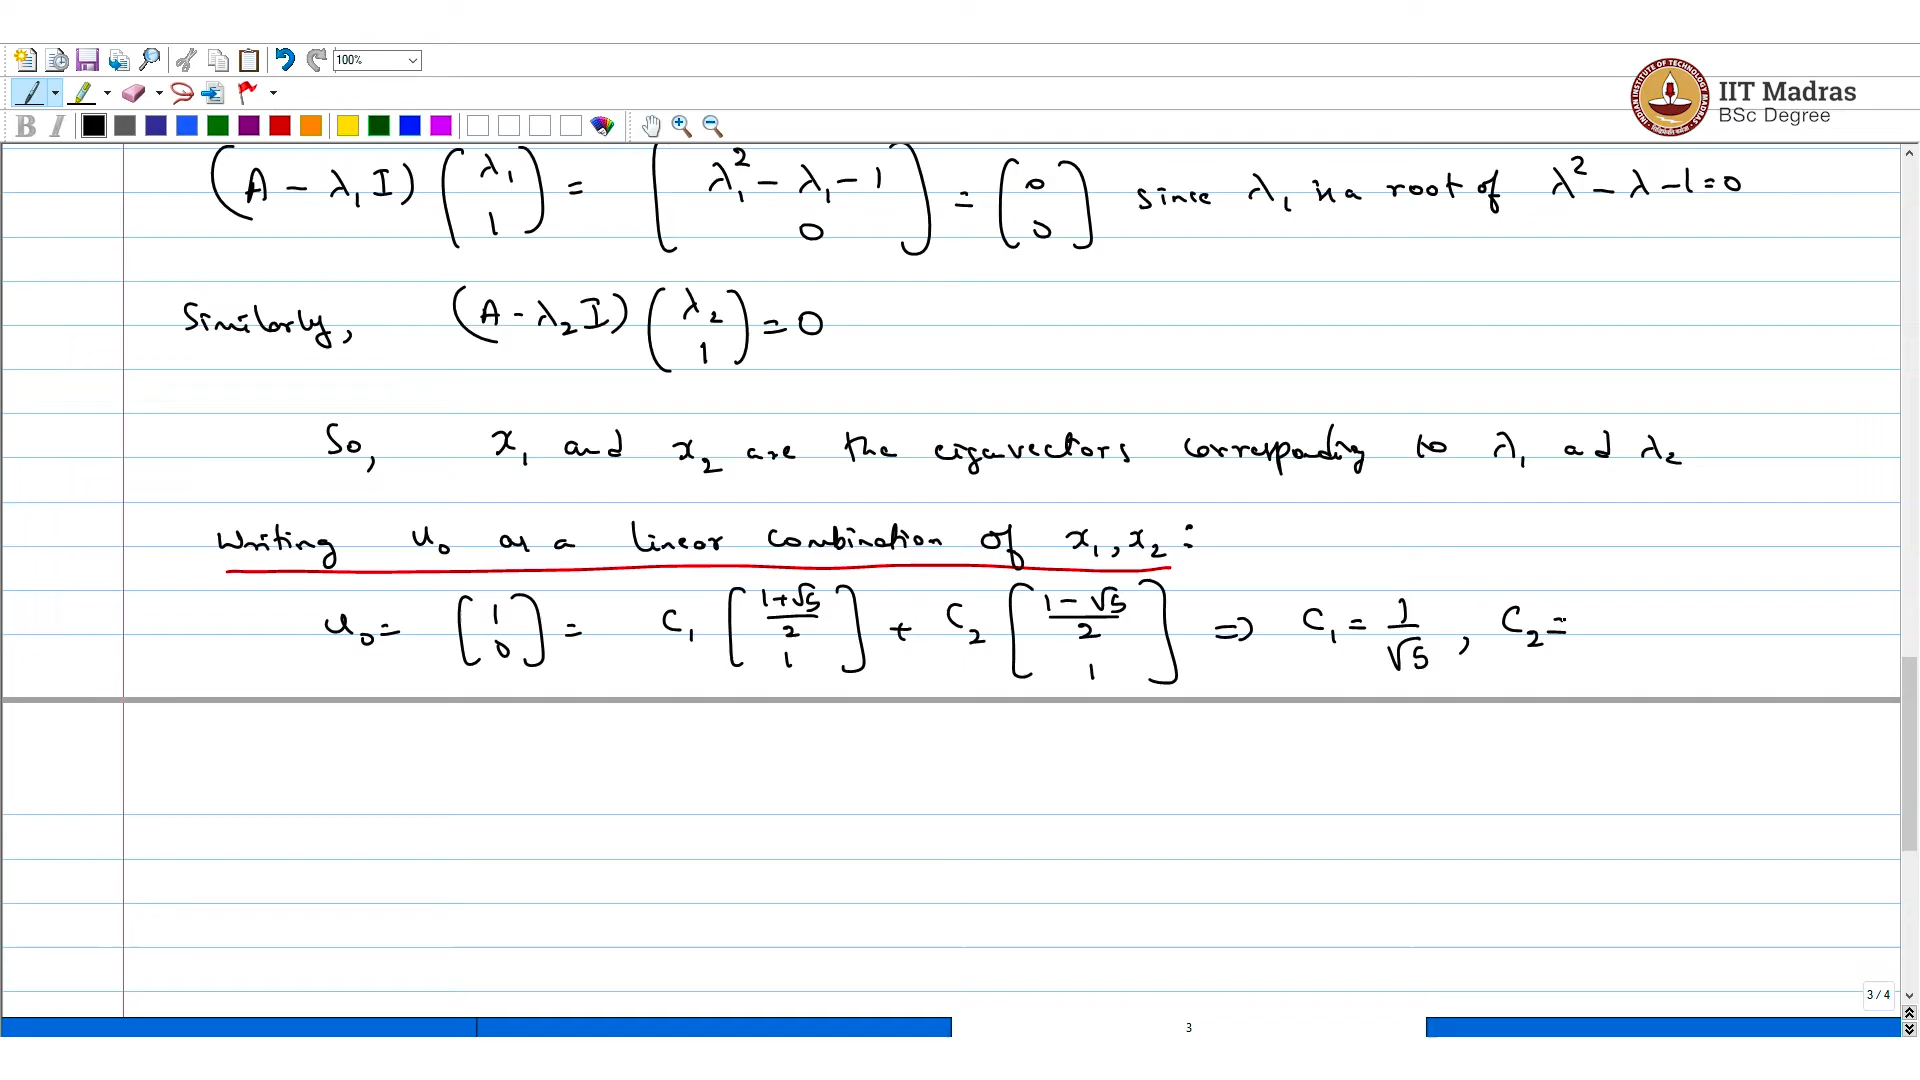 100%
IIT Madras
BSc Degree
B I
(A - λ₁I) (λ₁ 1) = [λ₁² - λ₁ - 1 0] = [0 0] since λ₁ is a root of λ² - λ - 1 = 0
Similarly, (A - λ₂I) (λ₂ 1) = 0
So, x₁ and x₂ are the eigenvectors corresponding to λ₁ ad λ₂
Writing u₀ as a linear combination of x₁, x₂ :
u₀ = [1 0] = C₁ [(1+√5)/2 1] + C₂ [(1-√5)/2 1] => C₁ = 1/√5, C₂ =
3 / 4
3